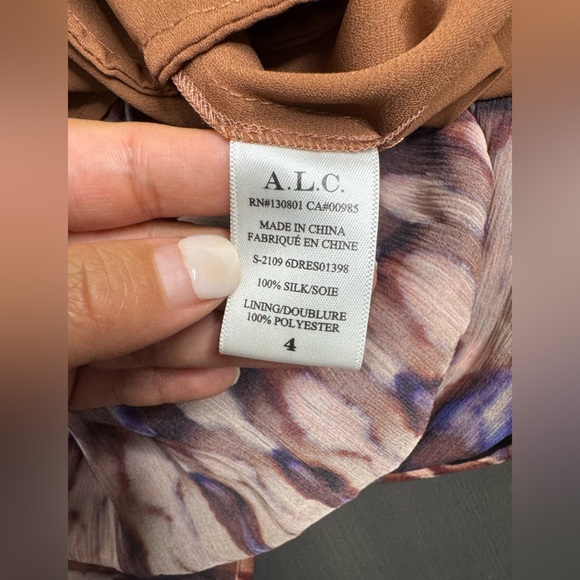 A.L.C.
RN#130801 CA#00985
MADE IN CHINA
FABRIQUÉ EN CHINE
S-2109 6DRES01398
100% SILK/SOIE
LINING/DOUBLURE
100% POLYESTER
4